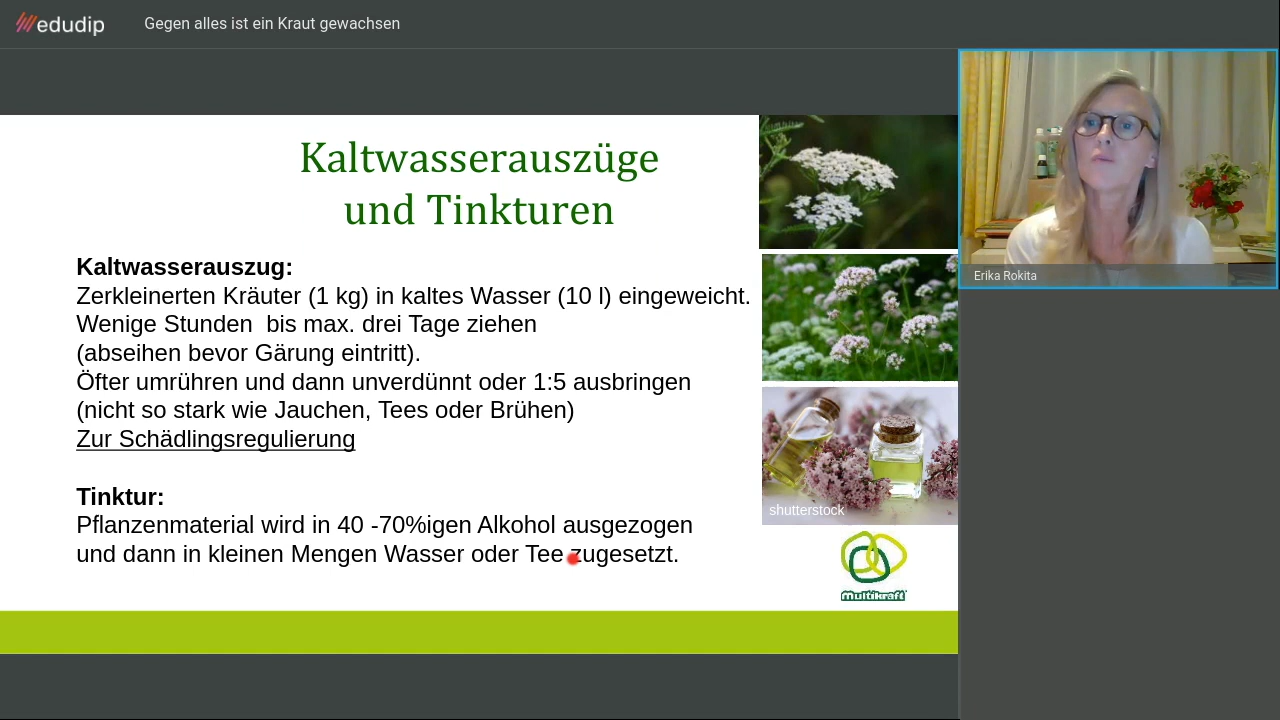 edudip
Gegen alles ist ein Kraut gewachsen
Kaltwasserauszüge
und Tinkturen
Kaltwasserauszug:
Zerkleinerten Kräuter (1 kg) in kaltes Wasser (10 l) eingeweicht.
Wenige Stunden  bis max. drei Tage ziehen
(abseihen bevor Gärung eintritt).
Öfter umrühren und dann unverdünnt oder 1:5 ausbringen
(nicht so stark wie Jauchen, Tees oder Brühen)
Zur Schädlingsregulierung
Tinktur:
Pflanzenmaterial wird in 40 -70%igen Alkohol ausgezogen
und dann in kleinen Mengen Wasser oder Tee zugesetzt.
shutterstock
multikraft
Erika Rokita